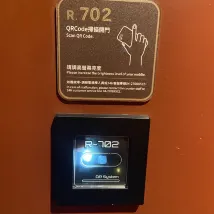 R.702
QRCode掃描開門
Scan QR Code
請調高螢幕亮度
Please increase the brightness level of your mobile.
R-702
QR System